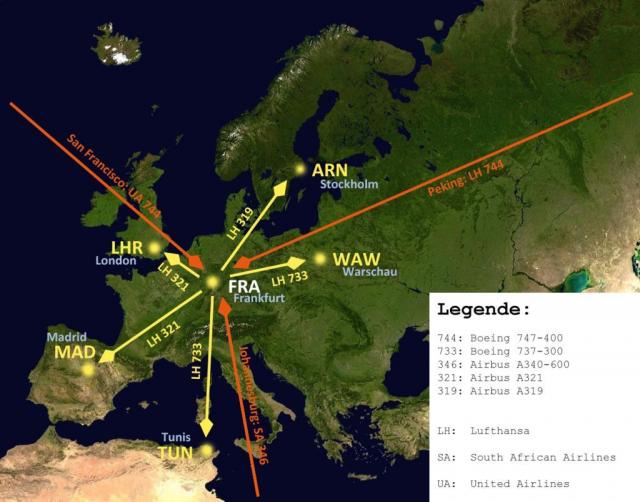 San Francisco: UA 744
ARN
Stockholm
Peking: LH 744
LH 319
LHR
London
LH 321
WAW
Warschau
LH 733
FRA
Frankfurt
Madrid
MAD
LH 321
LH 733
Johannesburg: SA 346
Tunis
TUN
Legende:
744: Boeing 747-400
733: Boeing 737-300
346: Airbus A340-600
321: Airbus A321
319: Airbus A319
LH: Lufthansa
SA: South African Airlines
UA: United Airlines